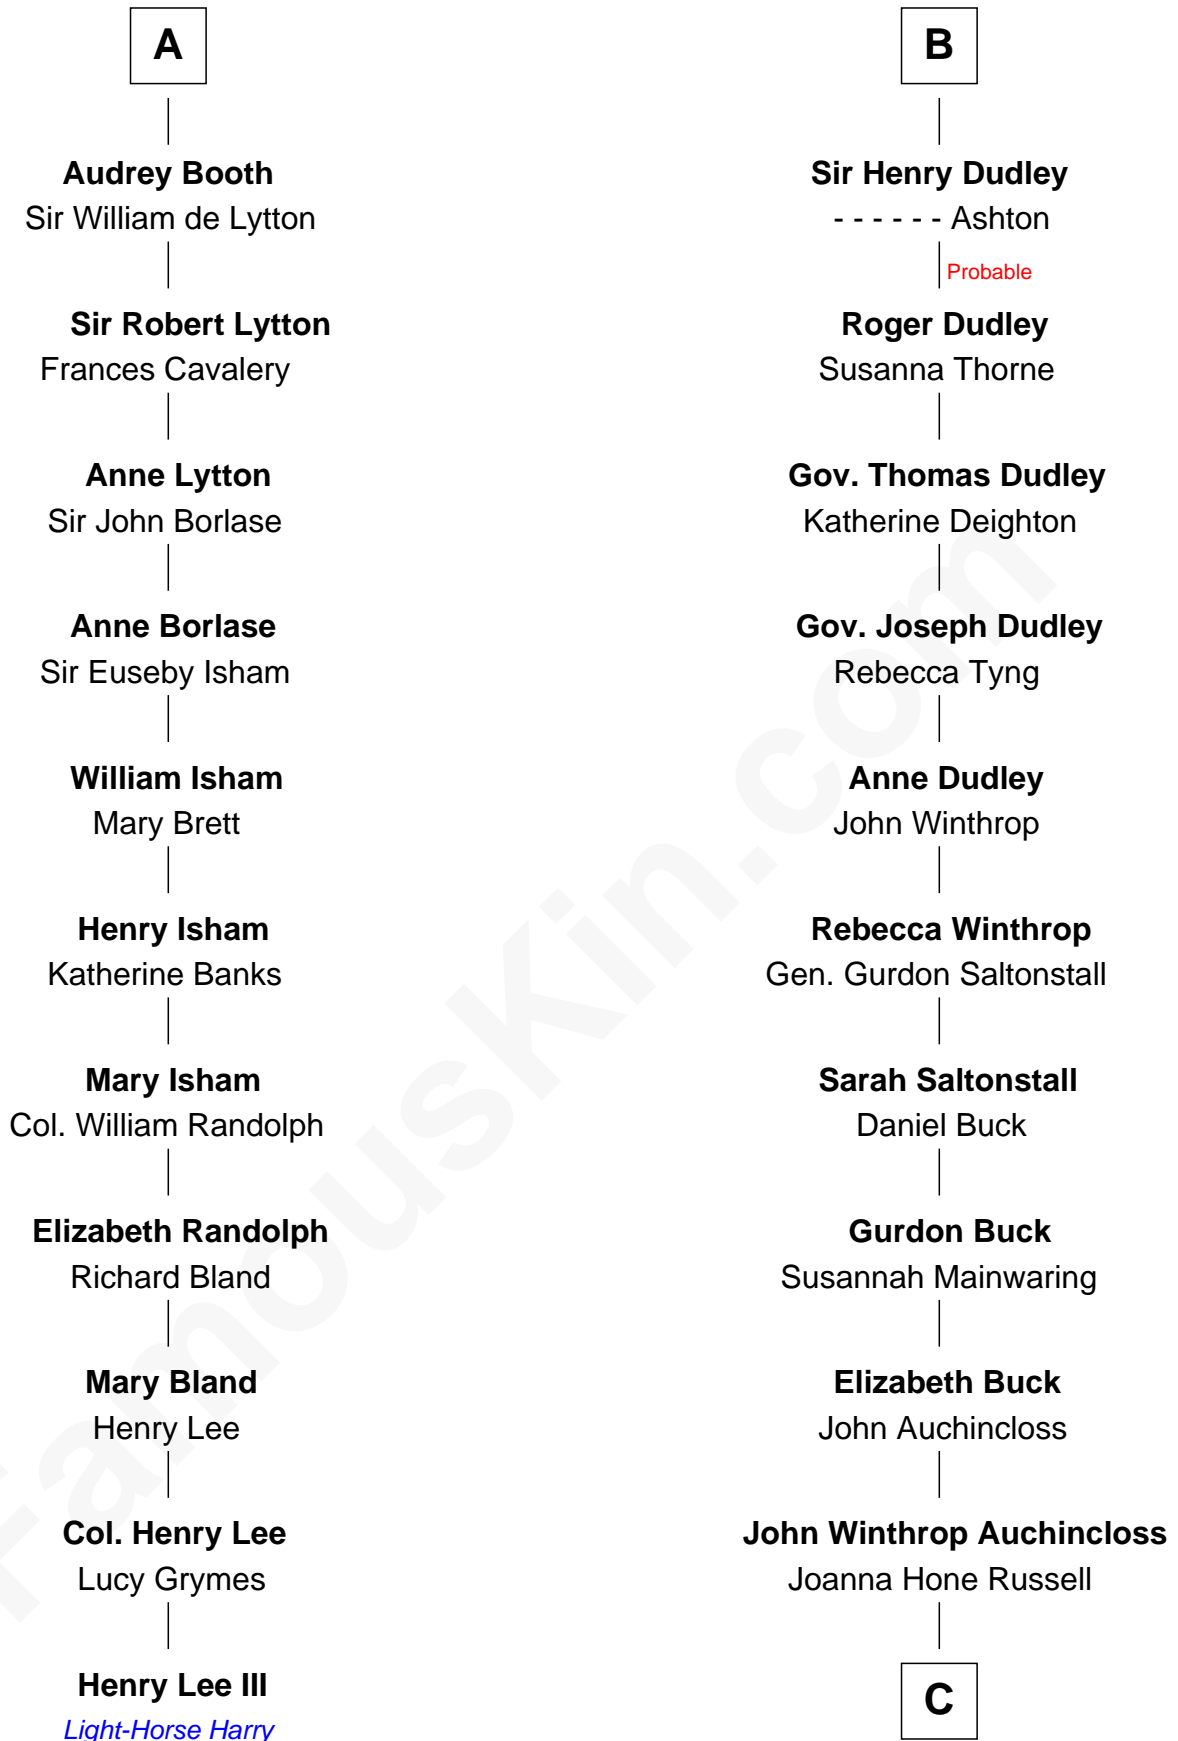 A
Audrey Booth
Sir William de Lytton
Sir Robert Lytton
Frances Cavalery
Anne Lytton
Sir John Borlase
Anne Borlase
Sir Euseby Isham
William Isham
Mary Brett
Henry Isham
Katherine Banks
Mary Isham
Col. William Randolph
Elizabeth Randolph
Richard Bland
Mary Bland
Henry Lee
Col. Henry Lee
Lucy Grymes
Henry Lee III
Light-Horse Harry
B
Sir Henry Dudley
- - - - - - Ashton
Probable
Roger Dudley
Susanna Thorne
Gov. Thomas Dudley
Katherine Deighton
Gov. Joseph Dudley
Rebecca Tyng
Anne Dudley
John Winthrop
Rebecca Winthrop
Gen. Gurdon Saltonstall
Sarah Saltonstall
Daniel Buck
Gurdon Buck
Susannah Mainwaring
Elizabeth Buck
John Auchincloss
John Winthrop Auchincloss
Joanna Hone Russell
C
FamousKin.com